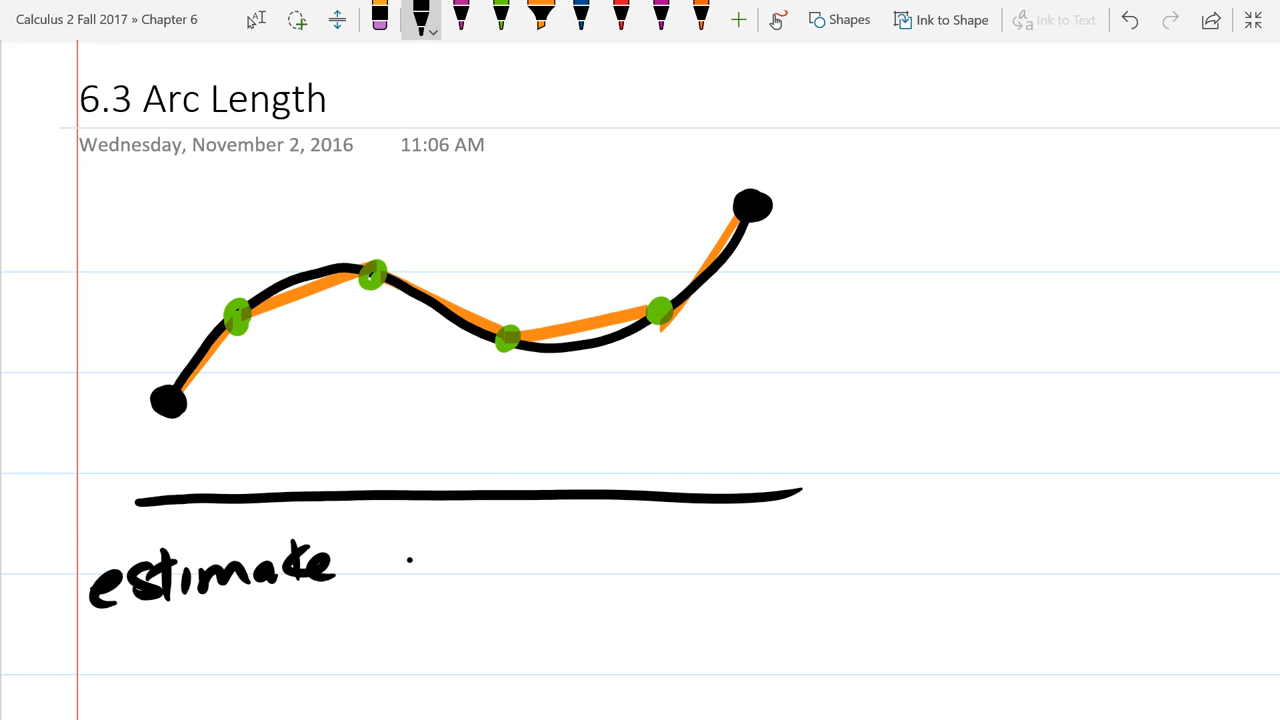 Calculus 2 Fall 2017 » Chapter 6
Shapes
Ink to Shape
Ink to Text
6.3 Arc Length
Wednesday, November 2, 2016 11:06 AM
estimate